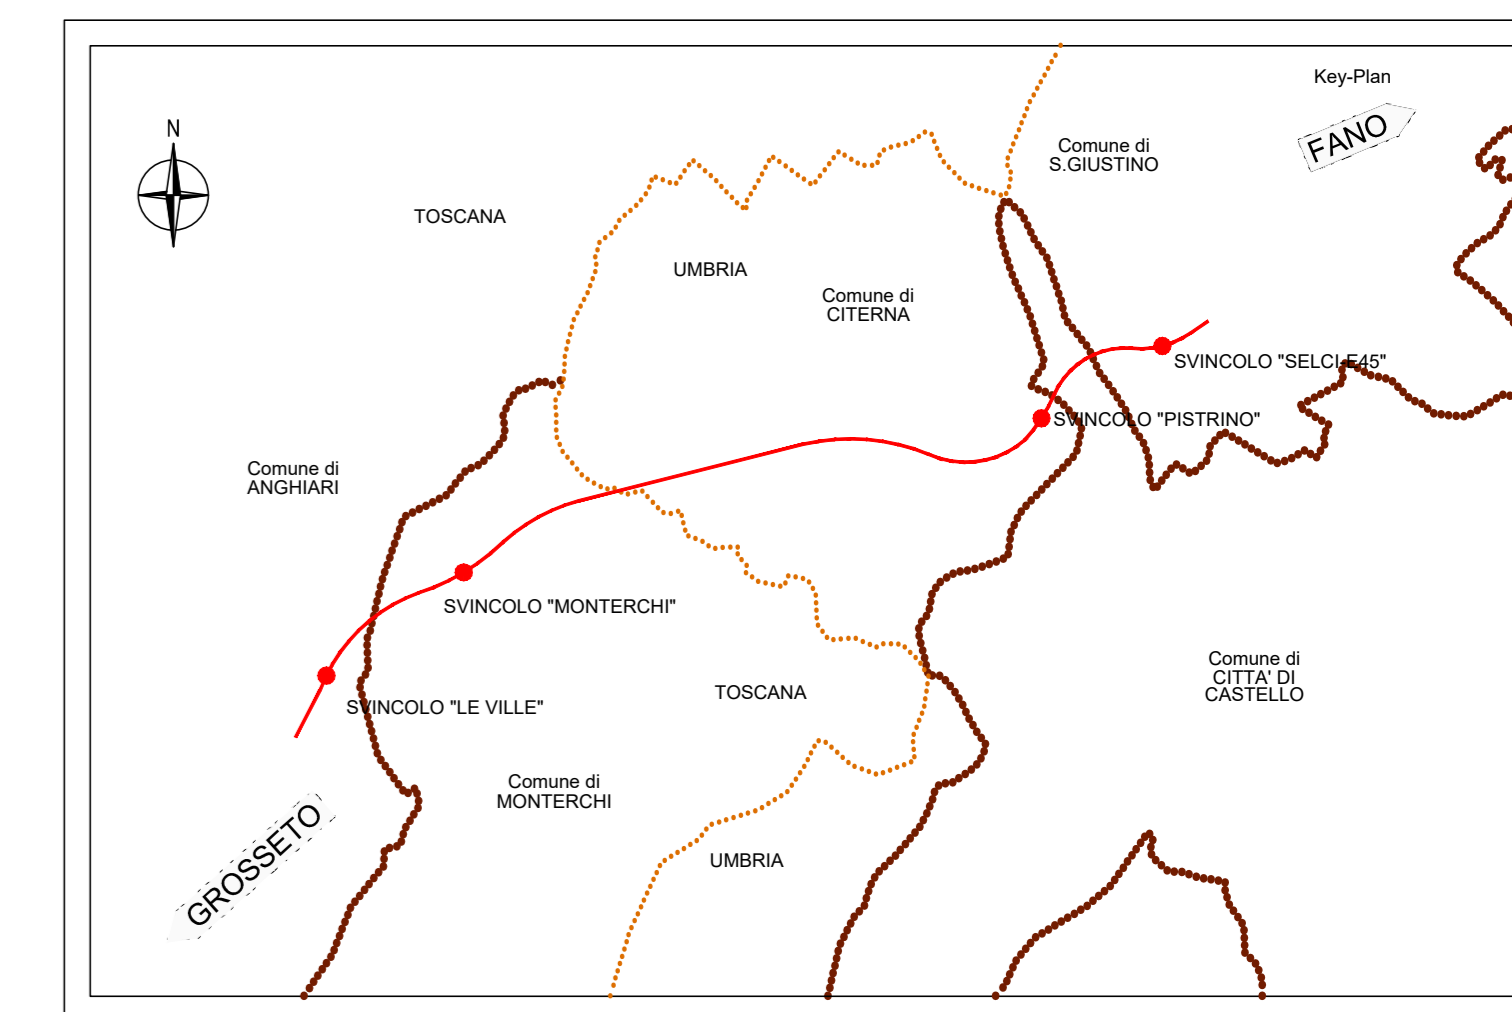 Key-Plan
FANO
N
Comune di
S.GIUSTINO
TOSCANA
UMBRIA
Comune di
CITERNA
SVINCOLO "SELCI-E45"
SVINCOLO "PISTRINO"
Comune di
ANGHIARI
SVINCOLO "MONTERCHI"
Comune di
CITTA' DI
CASTELLO
TOSCANA
SVINCOLO "LE VILLE"
Comune di
MONTERCHI
GROSSETO
UMBRIA